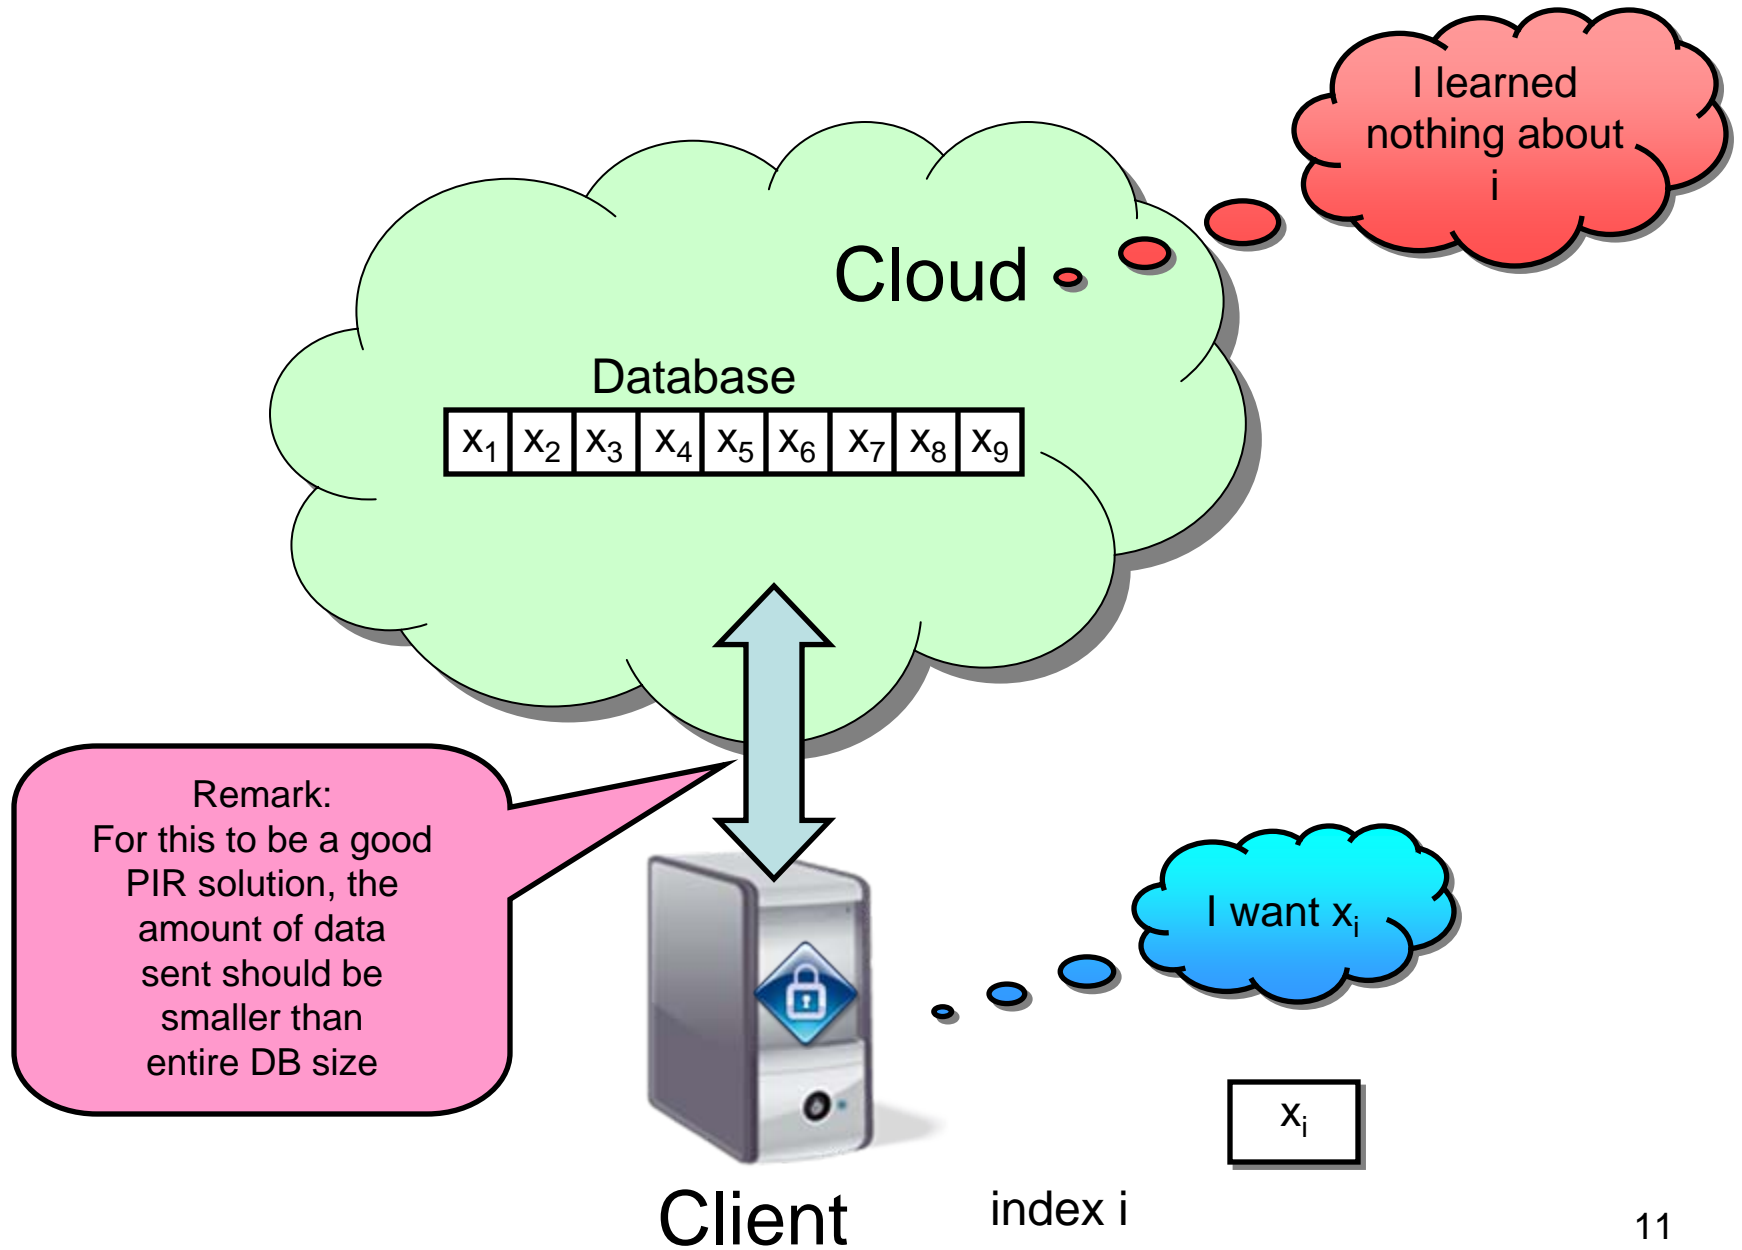 I learned
nothing about
i
Cloud
Database
x₁ x₂ x₃ x₄ x₅ x₆ x₇ x₈ x₉
Remark:
For this to be a good
PIR solution, the
amount of data
sent should be
smaller than
entire DB size
I want xᵢ
xᵢ
Client
index i
11